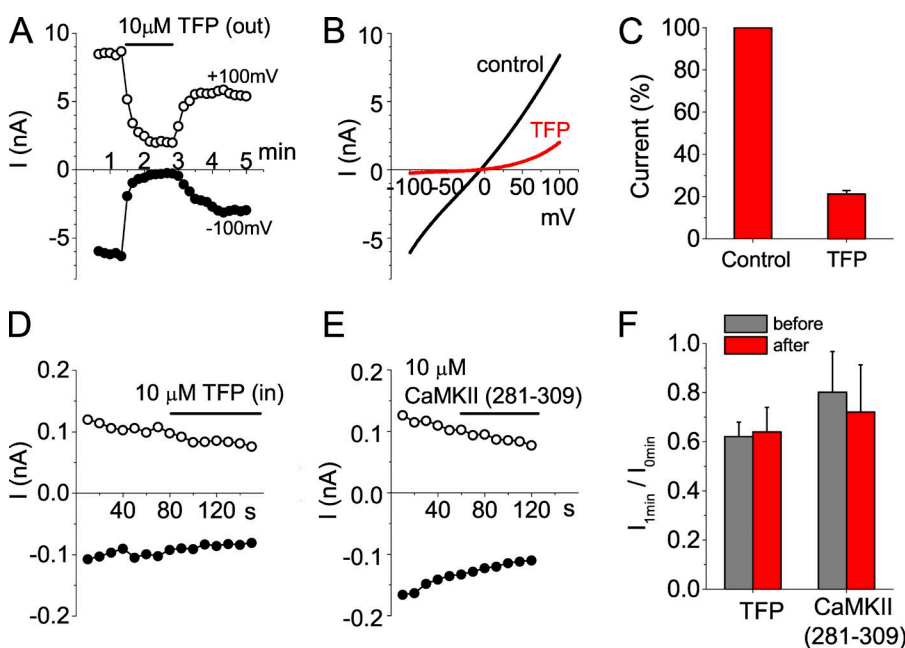 A
10μM TFP (out)
I (nA)
10
5
0
-5
+100mV
-100mV
1 2 3 4 5 min
B
I (nA)
10
5
0
-5
control
TFP
-100 -50 0 50 100
mV
C
Current (%)
100
80
60
40
20
0
Control TFP
D
I (nA)
0.2
0.1
0.0
-0.1
-0.2
10 μM TFP (in)
40 80 120 s
E
I (nA)
0.2
0.1
0.0
-0.1
-0.2
10 μM
CaMKII (281-309)
40 80 120 s
F
before
after
I1min / I0min
1.0
0.8
0.6
0.4
0.2
0.0
TFP CaMKII
(281-309)